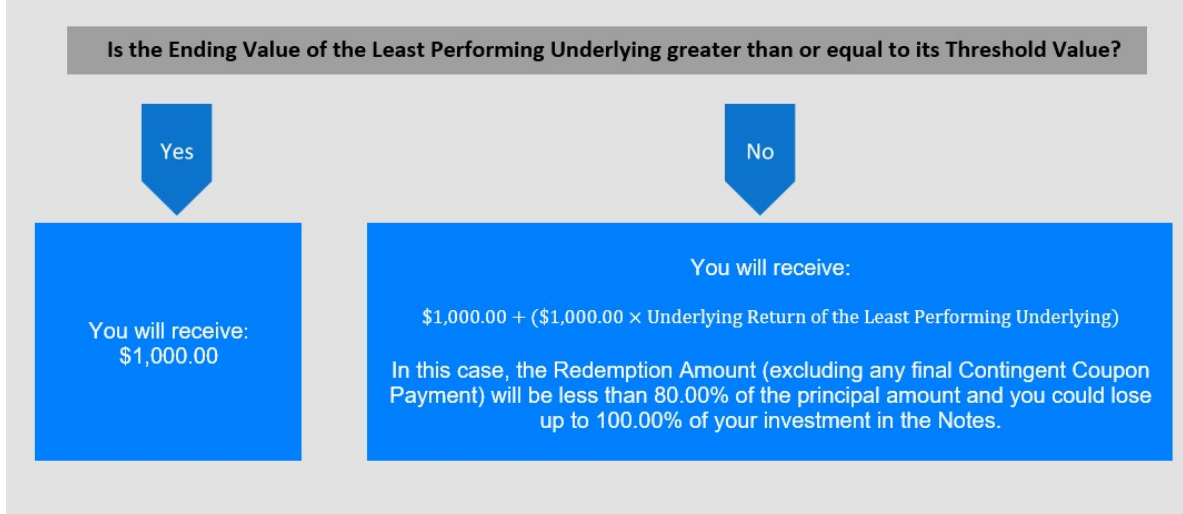 Is the Ending Value of the Least Performing Underlying greater than or equal to its Threshold Value?
Yes
No
You will receive:
$1,000.00
You will receive:
$1,000.00 + ($1,000.00 × Underlying Return of the Least Performing Underlying)
In this case, the Redemption Amount (excluding any final Contingent Coupon
Payment) will be less than 80.00% of the principal amount and you could lose
up to 100.00% of your investment in the Notes.